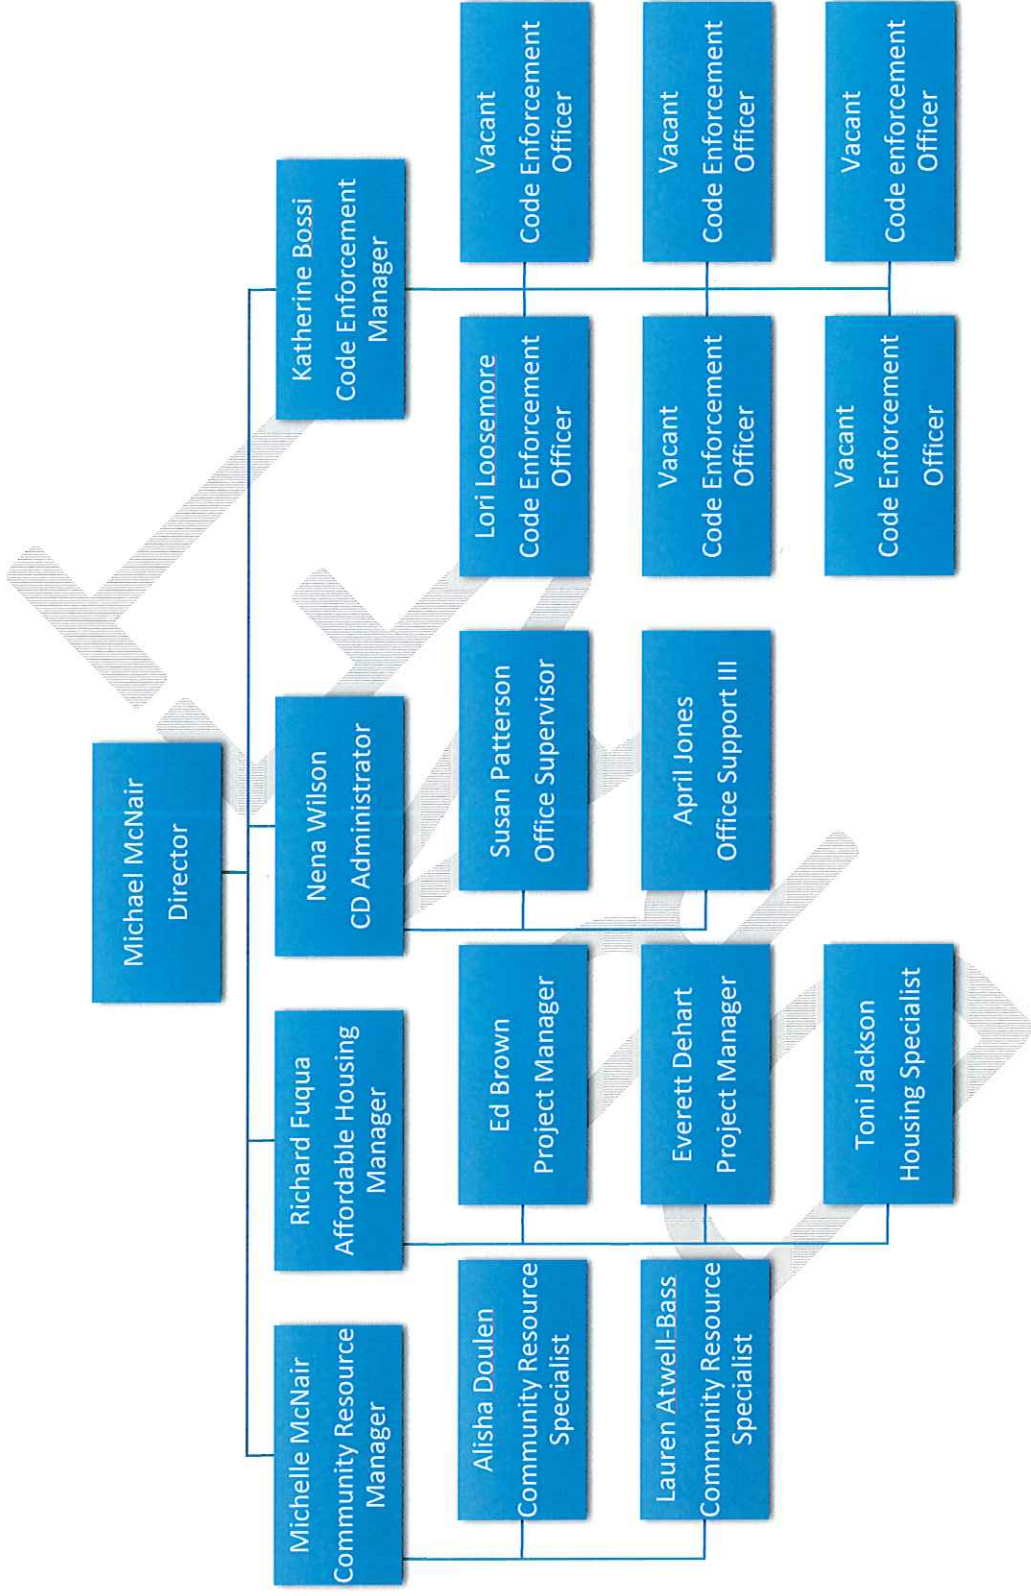 Michael McNair
Director
Michelle McNair
Community Resource
Manager
Richard Fuqua
Affordable Housing
Manager
Nena Wilson
CD Administrator
Katherine Bossi
Code Enforcement
Manager
Alisha Doulen
Community Resource
Specialist
Lauren Atwell-Bass
Community Resource
Specialist
Ed Brown
Project Manager
Everett Dehart
Project Manager
Toni Jackson
Housing Specialist
Susan Patterson
Office Supervisor
April Jones
Office Support III
Lori Loosemore
Code Enforcement
Officer
Vacant
Code Enforcement
Officer
Vacant
Code Enforcement
Officer
Vacant
Code Enforcement
Officer
Vacant
Code Enforcement
Officer
Vacant
Code enforcement
Officer